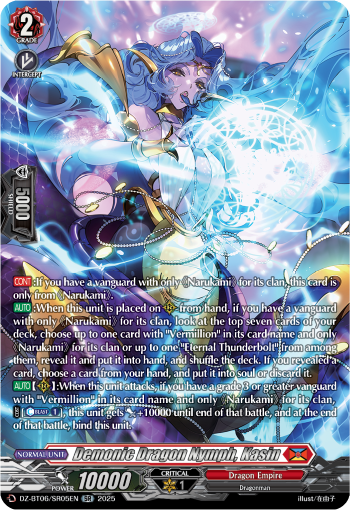 2
GRADE
INTERCEPT
5000
SHIELD
CONT:If you have a vanguard with only 《Narukami》 for its clan, this card is
only from 《Narukami》.
AUTO:When this unit is placed on from hand, if you have a vanguard
with only 《Narukami》 for its clan, look at the top seven cards of your
deck, choose up to one card with "Vermillion" in its card name and only
《Narukami》 for its clan or up to one "Eternal Thunderbolt" from among
them, reveal it and put it into hand, and shuffle the deck. If you revealed a
card, choose a card from your hand, and put it into soul or discard it.
AUTO【 】:When this unit attacks, if you have a grade 3 or greater vanguard
with "Vermillion" in its card name and only 《Narukami》 for its clan,
[BLAST 1], this unit gets +10000 until end of that battle, and at the end
of that battle, bind this unit.
NORMAL UNIT
Demonic Dragon Nymph, Kasin
POWER 10000
CRITICAL
1
Dragon Empire
Dragorman
DZ-BT06/SR05EN SR 2025
illust/在由子